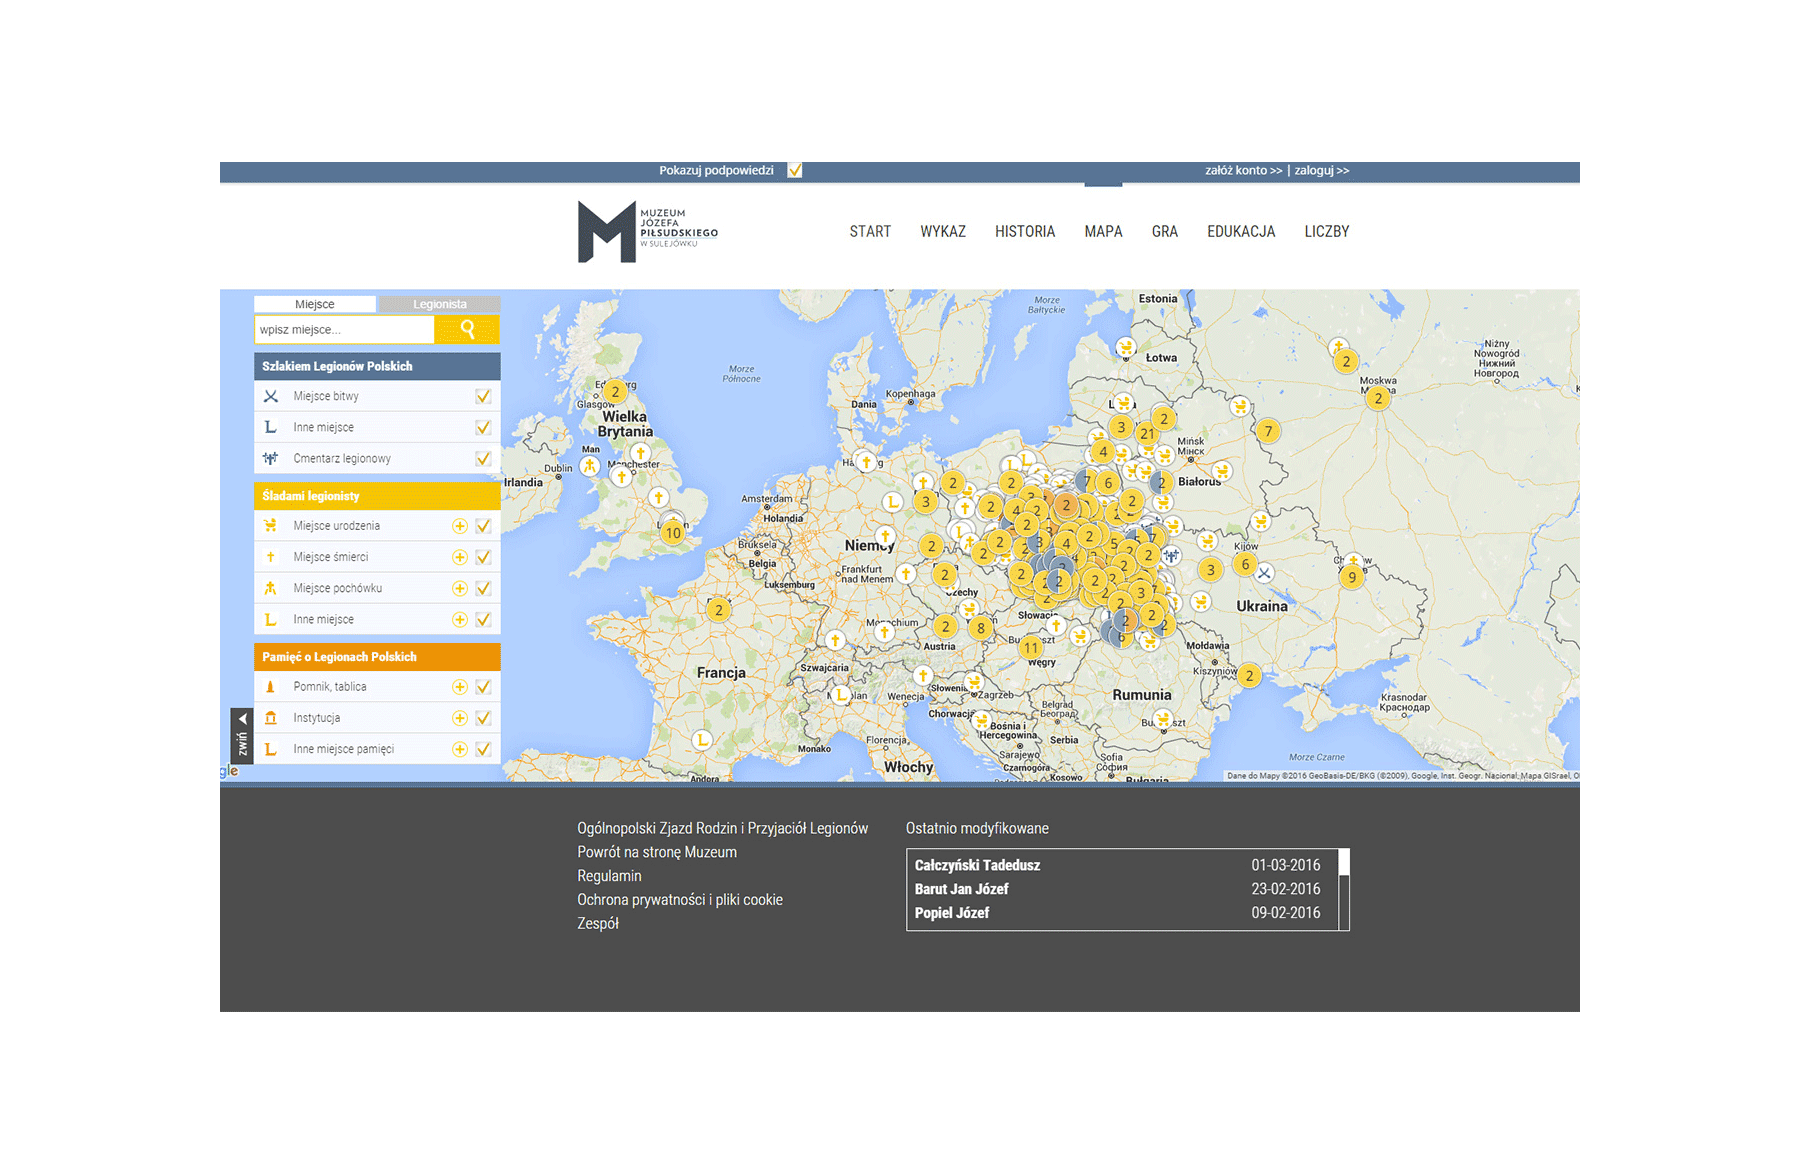 Pokazuj podpowiedzi
załóż konto >> | zaloguj >>
MUZEUM
JÓZEFA
PIŁSUDSKIEGO
W SULEJÓWKU
START WYKAZ HISTORIA MAPA GRA EDUKACJA LICZBY
Miejsce Legionista
wpisz miejsce...
Szlakiem Legionów Polskich
Miejsce bitwy
Inne miejsce
Cmentarz legionowy
Śladami legionisty
Miejsce urodzenia
Miejsce śmierci
Miejsce pochówku
Inne miejsce
Pamięć o Legionach Polskich
Pomnik, tablica
Instytucja
Inne miejsce pamięci
zwiń
Morze
Bałtyckie
Estonia
Łotwa
Niżny
Nowogród
Нижний
Новгород
Moskwa
Morze
Północne
Kopenhaga
Dania
Glasgow
Wielka
Brytania
Man
Manchester
Dublin
Irlandia
Mińsk
Мінск
Białoruś
Amsterdam
Holandia
Bruksela
Belgia
Luksemburg
Niemcy
Frankfurt
nad Menem
Czechy
Słowacja
Kijów
Ukraina
Austria
Węgry
Mołdawia
Kiszyniów
Francja
Szwajcaria
Wenecja
Słowenia
Zagrzeb
Chorwacja
Bośnia i
Hercegowina
Belgrad
Београд
Serbia
Rumunia
Krasnodar
Краснодар
Monako
Florencja
Sarajewo
Czarnogóra
Kosowo
Sofia
София
Morze Czarne
Andora
Włochy
Bułgaria
Dane do Mapy ©2016 GeoBasis-DE/BKG (©2009), Google, Inst. Geogr. Nacional, Mapa GISrael, O
Ogólnopolski Zjazd Rodzin i Przyjaciół Legionów
Powrót na stronę Muzeum
Regulamin
Ochrona prywatności i pliki cookie
Zespół
Ostatnio modyfikowane
Całczyński Tadedusz 01-03-2016
Barut Jan Józef 23-02-2016
Popiel Józef 09-02-2016